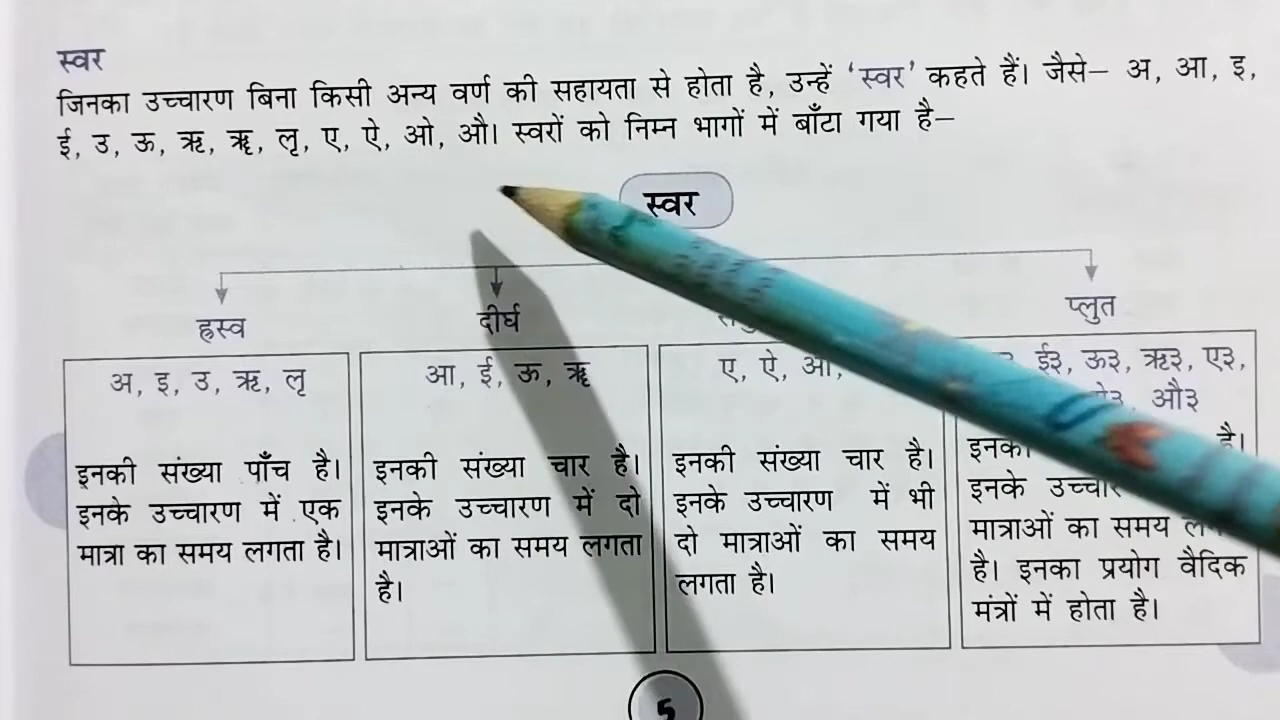 स्वर
जिनका उच्चारण बिना किसी अन्य वर्ण की सहायता से होता है, उन्हें ‘स्वर’ कहते हैं। जैसे– अ, आ, इ,
ई, उ, ऊ, ऋ, ॠ, लृ, ए, ऐ, ओ, औ। स्वरों को निम्न भागों में बाँटा गया है–
स्वर
ह्रस्व
अ, इ, उ, ऋ, लृ
इनकी संख्या पाँच है।
इनके उच्चारण में एक
मात्रा का समय लगता है।
दीर्घ
आ, ई, ऊ, ॠ
इनकी संख्या चार है।
इनके उच्चारण में दो
मात्राओं का समय लगता
है।
ए, ऐ, ओ,
इनकी संख्या चार है।
इनके उच्चारण में भी
दो मात्राओं का समय
लगता है।
प्लुत
ई३, ऊ३, ऋ३, ए३,
औ३
इनकी है।
इनके
मात्राओं का समय
है। इनका प्रयोग वैदिक
मंत्रों में होता है।
5